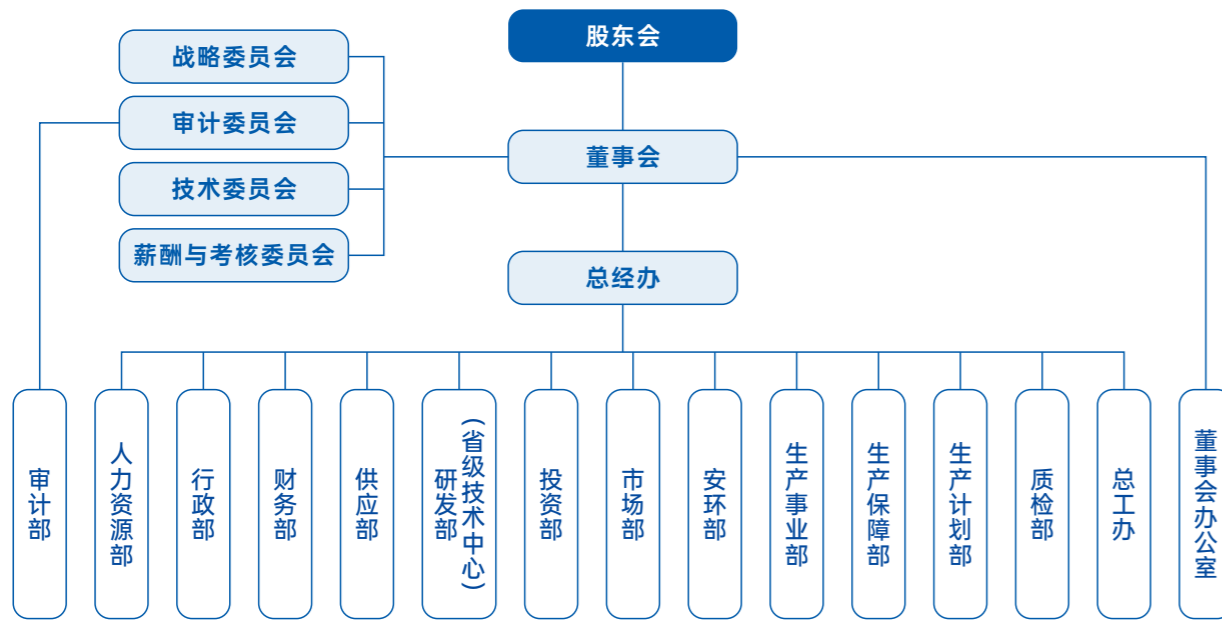 股东会
战略委员会
审计委员会
技术委员会
薪酬与考核委员会
董事会
总经办
审计部
人力资源部
行政部
财务部
供应部
研发部
(省级技术中心)
投资部
市场部
安环部
生产事业部
生产保障部
生产计划部
质检部
总工办
董事会办公室